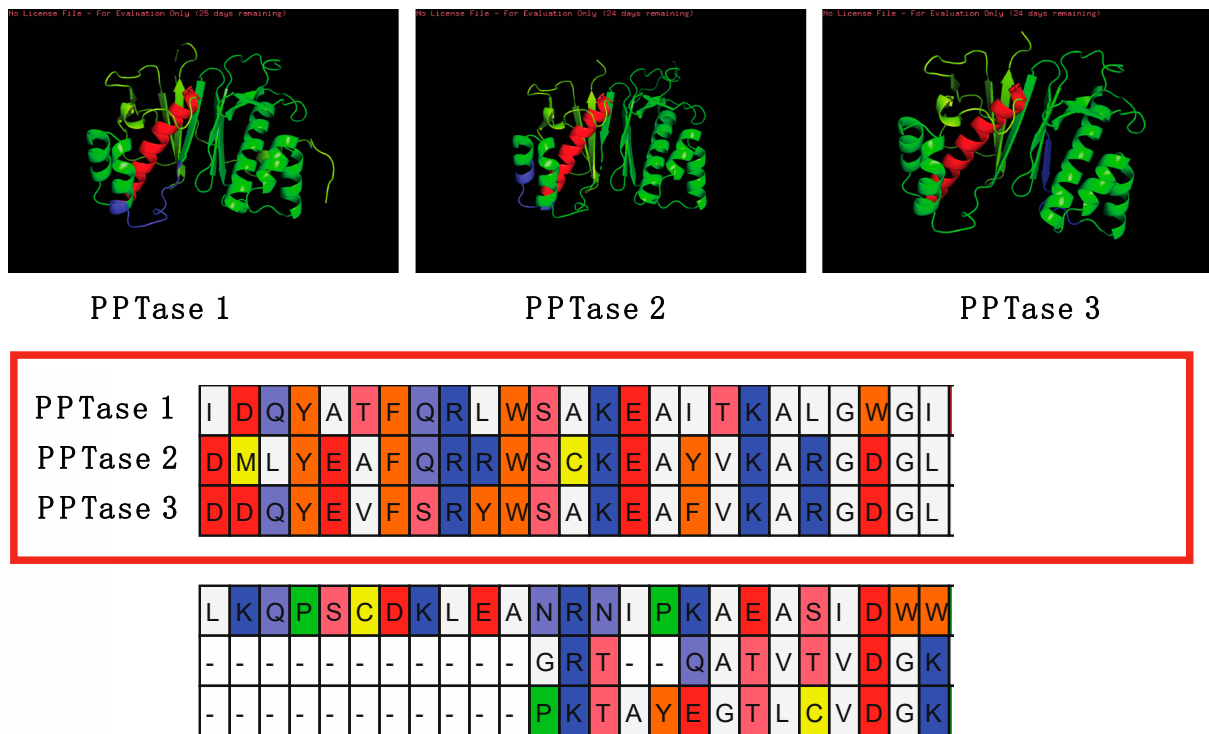 No License File - For Evaluation Only (25 days remaining)
No License File - For Evaluation Only (24 days remaining)
No License File - For Evaluation Only (24 days remaining)
PPTase 1
PPTase 2
PPTase 3
PPTase 1 I D Q Y A T F Q R L W S A K E A I T K A L G W G I
PPTase 2 D M L Y E A F Q R R W S C K E A Y V K A R G D G L
PPTase 3 D D Q Y E V F S R Y W S A K E A F V K A R G D G L
L K Q P S C D K L E A N R N I P K A E A S I D W W
- - - - - - - - - - - G R T - - Q A T V T V D G K
- - - - - - - - - - - P K T A Y E G T L C V D G K